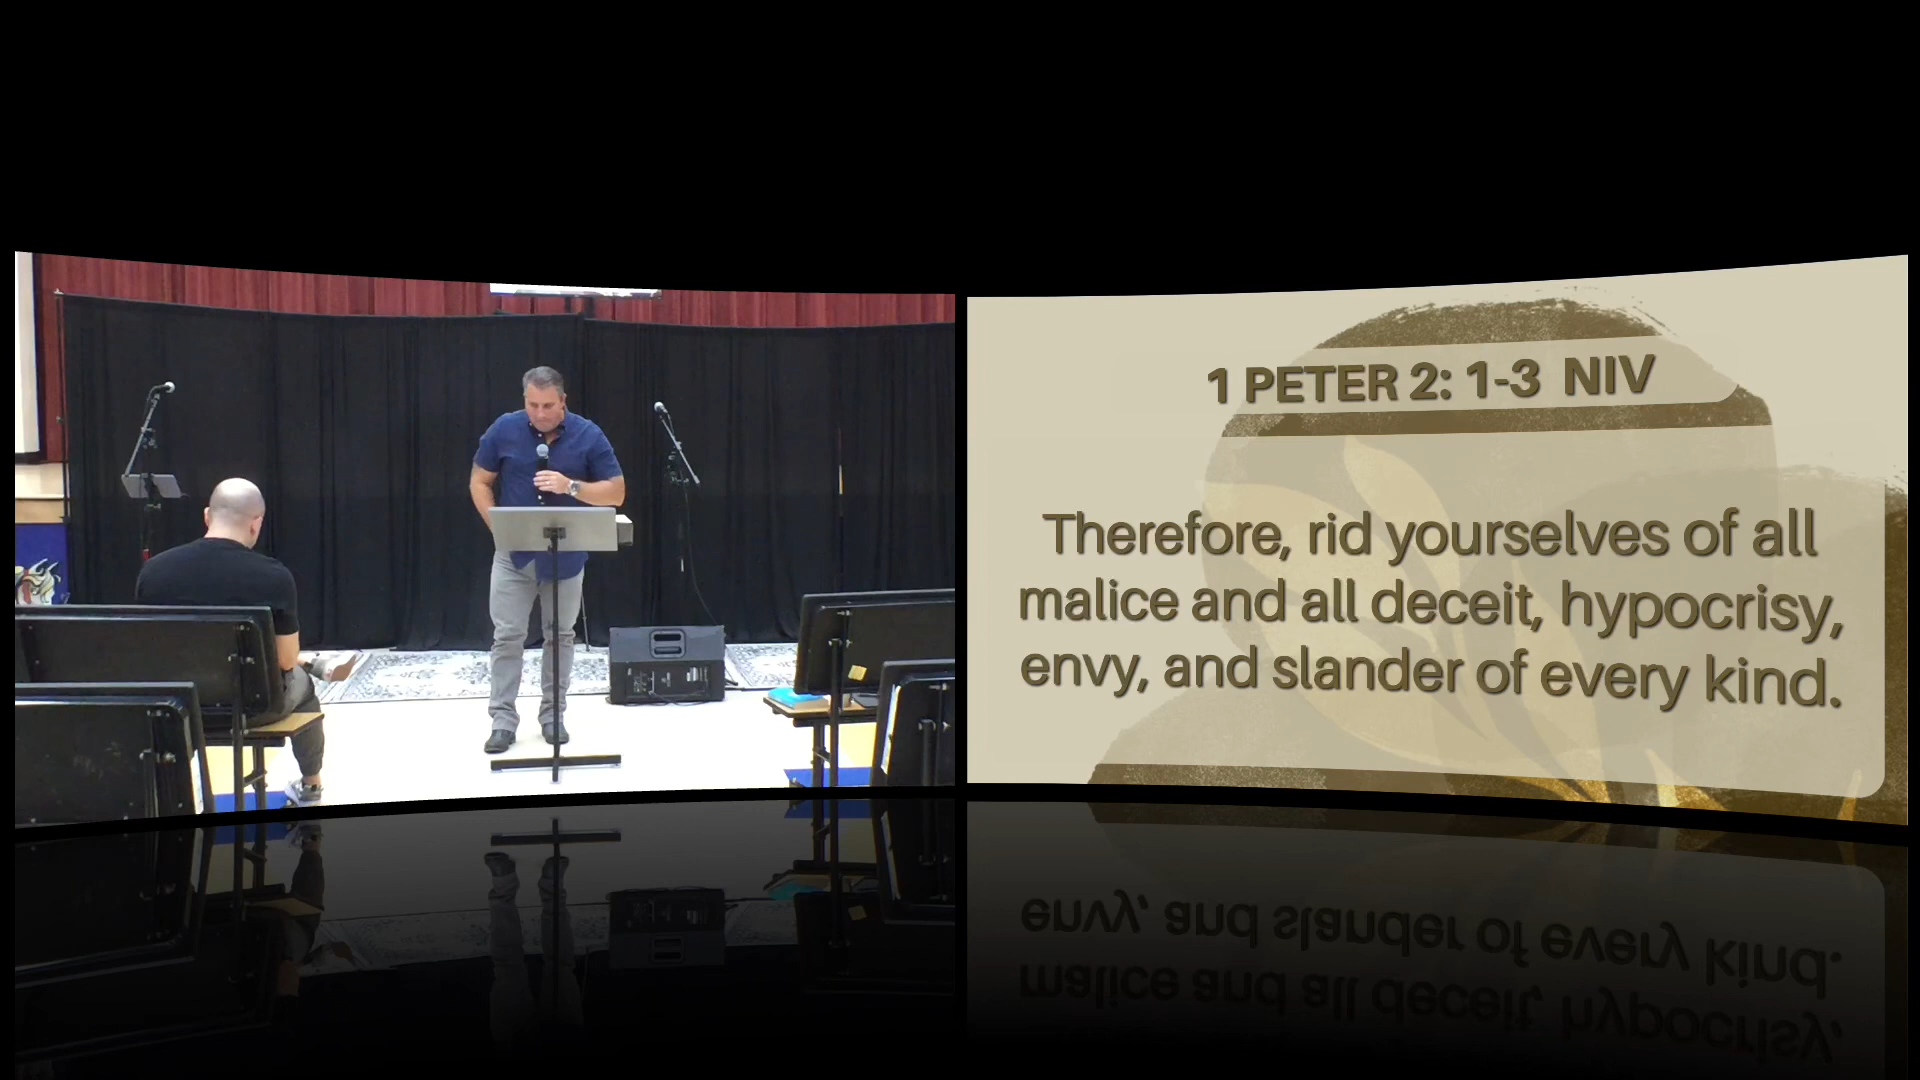 1 PETER 2: 1-3 NIV
Therefore, rid yourselves of all
malice and all deceit, hypocrisy,
envy, and slander of every kind.